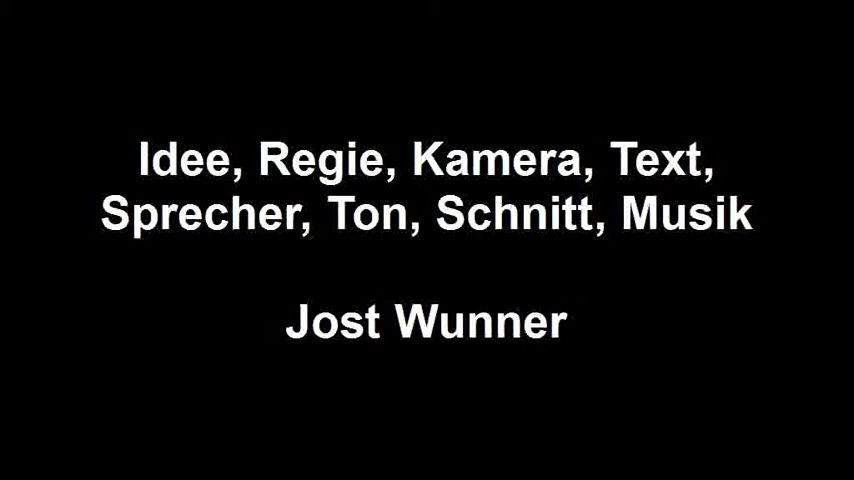 Idee, Regie, Kamera, Text,
Sprecher, Ton, Schnitt, Musik
Jost Wunner